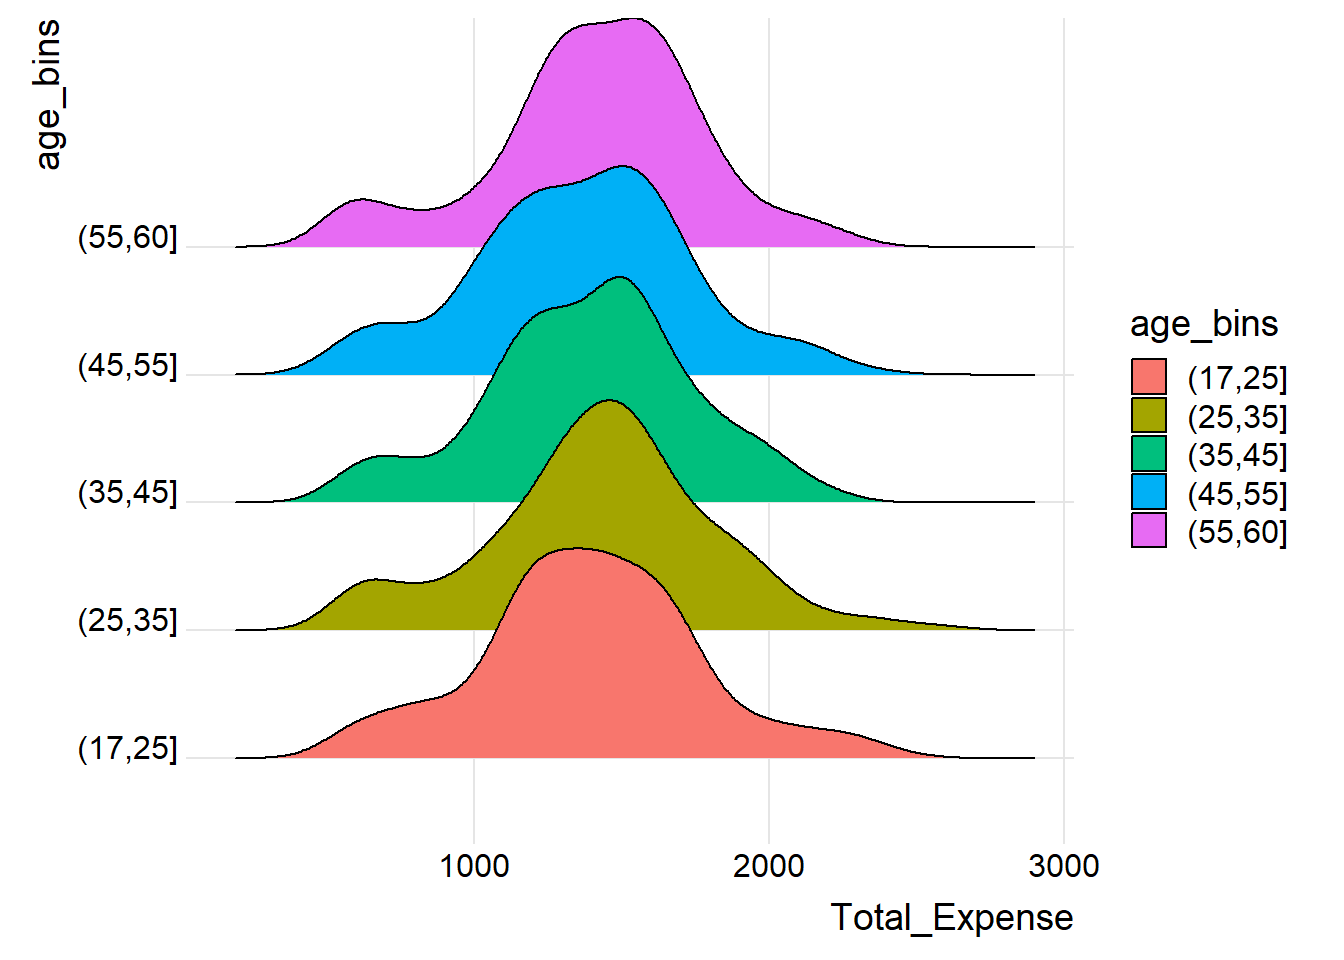 age_bins
(55,60]
(45,55]
(35,45]
(25,35]
(17,25]
1000 2000 3000
Total_Expense
age_bins
(17,25]
(25,35]
(35,45]
(45,55]
(55,60]